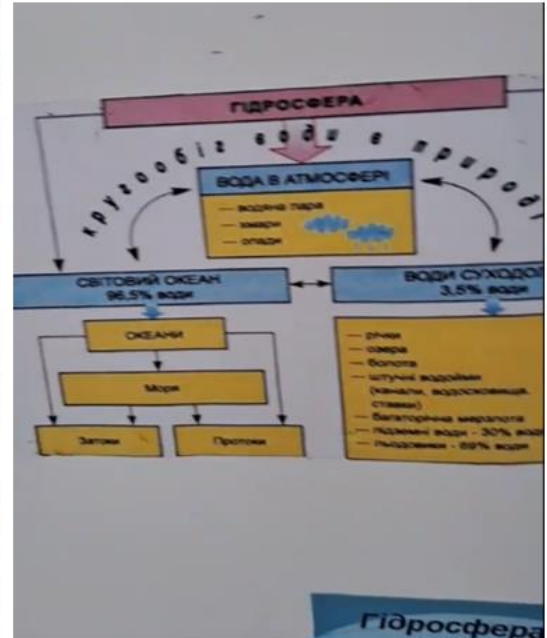 ГІДРОСФЕРА
кругообіг води в природі
ВОДА В АТМОСФЕРІ
— водяна пара
— хмари
— опади
СВІТОВИЙ ОКЕАН
96,5% води
ВОДИ СУХОДОЛ
3,5% води
ОКЕАНИ
Моря
Затоки
Протоки
— річки
— озера
— болота
— штучні водойми
(канали, водосховища,
ставки)
— багаторічна мерзлота
— підземні води - 30% води
— льодовики - 69% води
Гідросфера